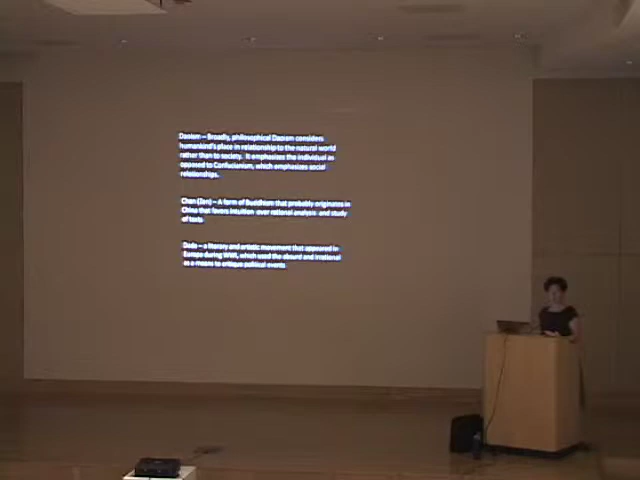 Daoism – Broadly, philosophical Daoism considers
humankind's place in relationship to the natural world
rather than to society. It emphasizes the individual as
opposed to Confucianism, which emphasizes social
relationships.
Chan (Zen) – A form of Buddhism that probably originates in
China that favors intuition over rational analysis and study
of texts
Dada – a literary and artistic movement that appeared in
Europe during WWI, which used the absurd and irrational
as a means to critique political events.